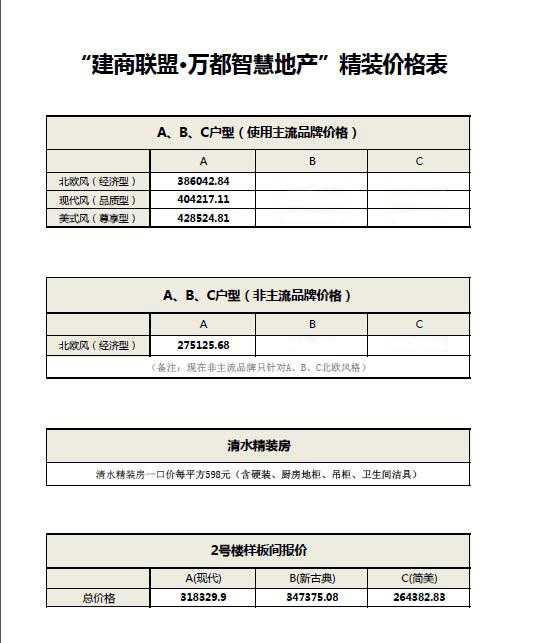 “建商联盟·万都智慧地产”精装价格表
A、B、C户型（使用主流品牌价格）
A B C
北欧风（经济型） 386042.84
现代风（品质型） 404217.11
美式风（尊享型） 428524.81
A、B、C户型（非主流品牌价格）
A B C
北欧风（经济型） 275125.68
（备注：现在非主流品牌只针对A、B、C北欧风格）
清水精装房
清水精装房一口价每平方598元（含硬装、厨房地柜、吊柜、卫生间洁具）
2号楼样板间报价
A(现代) B(新古典) C(简美)
总价格 318329.9 347375.08 264382.83